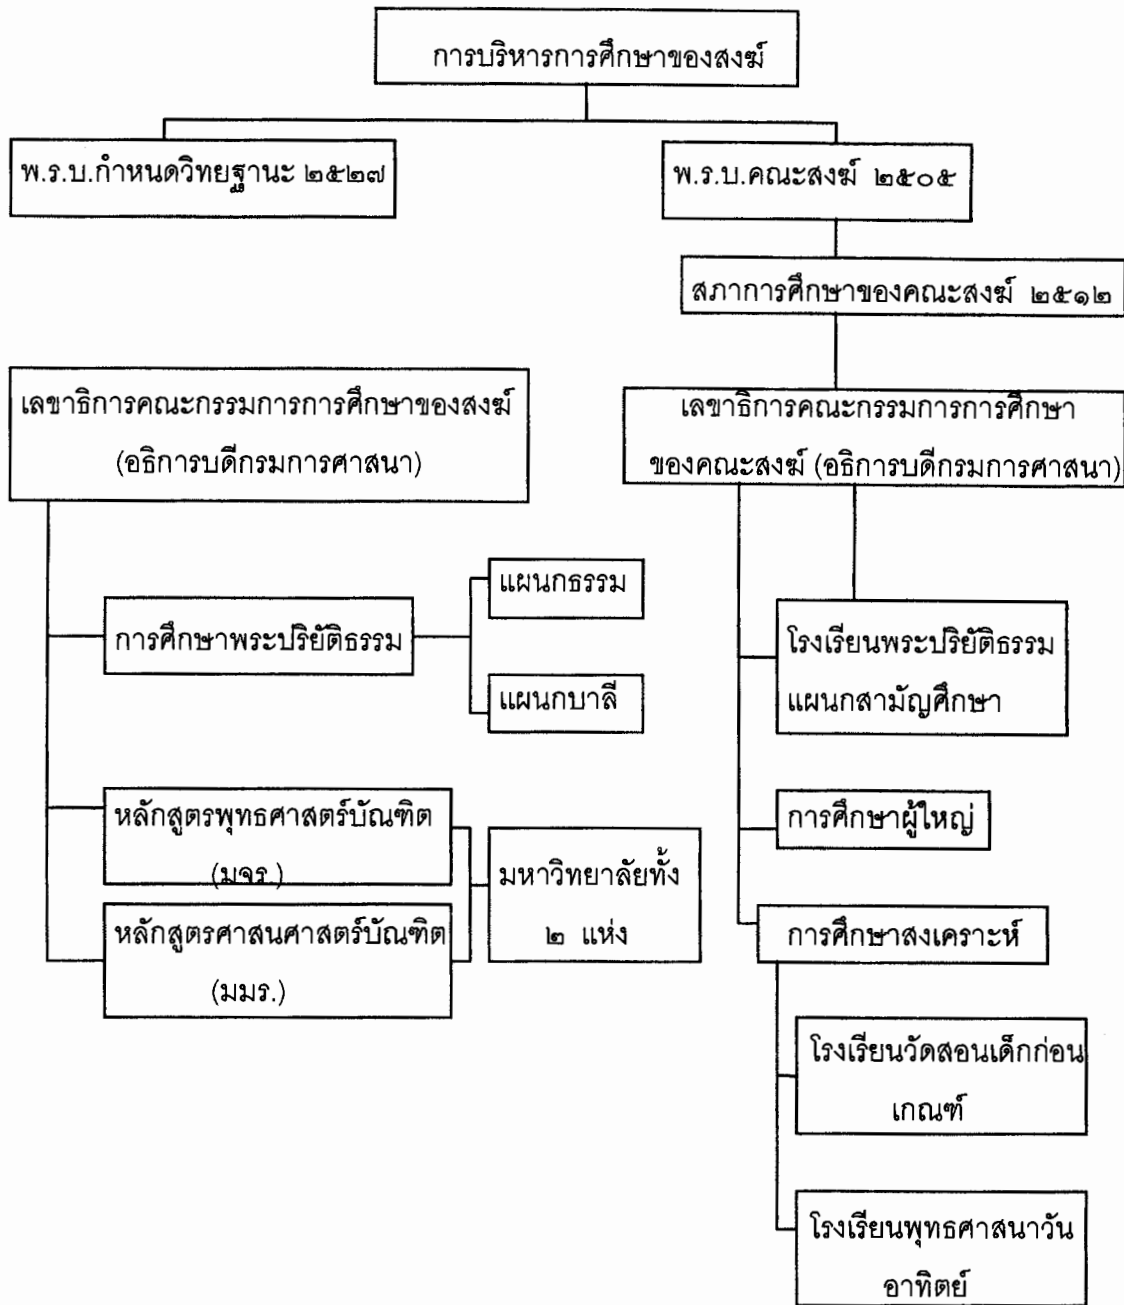 การบริหารการศึกษาของสงฆ์
พ.ร.บ.กำหนดวิทยฐานะ ๒๕๒๗
พ.ร.บ.คณะสงฆ์ ๒๕๐๕
สภาการศึกษาของคณะสงฆ์ ๒๕๑๒
เลขาธิการคณะกรรมการการศึกษาของสงฆ์
(อธิการบดีกรมการศาสนา)
เลขาธิการคณะกรรมการการศึกษา
ของคณะสงฆ์ (อธิการบดีกรมการศาสนา)
การศึกษาพระปริยัติธรรม
แผนกธรรม
แผนกบาลี
หลักสูตรพุทธศาสตร์บัณฑิต
(มจร.)
หลักสูตรศาสนศาสตร์บัณฑิต
(มมร.)
มหาวิทยาลัยทั้ง
๒ แห่ง
โรงเรียนพระปริยัติธรรม
แผนกสามัญศึกษา
การศึกษาผู้ใหญ่
การศึกษาสงเคราะห์
โรงเรียนวัดสอนเด็กก่อน
เกณฑ์
โรงเรียนพุทธศาสนาวัน
อาทิตย์